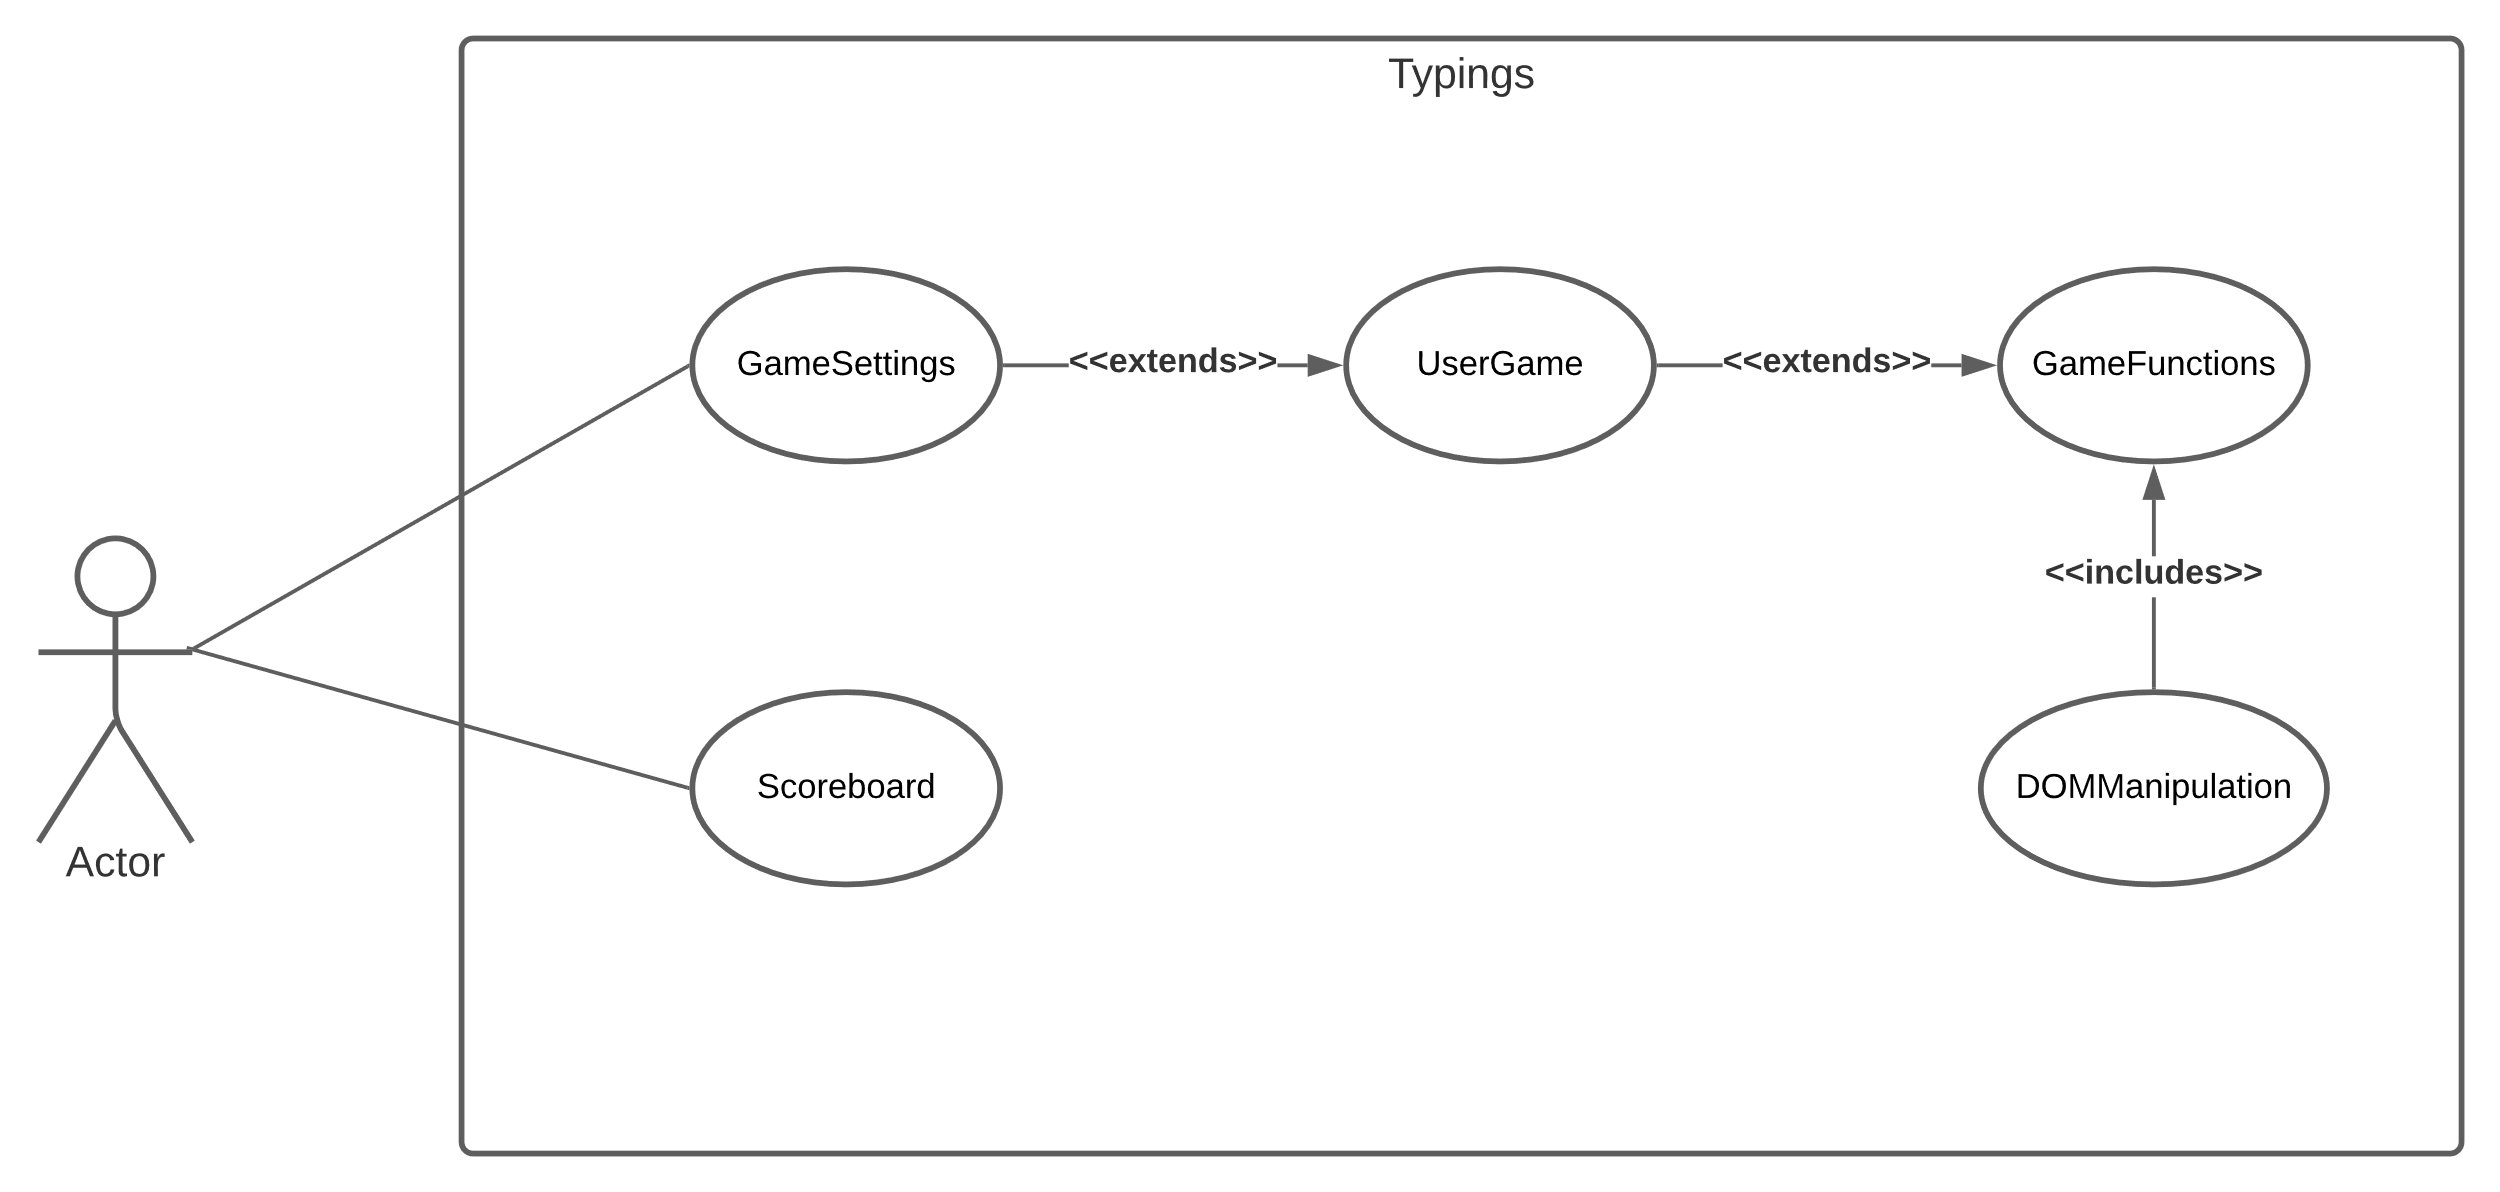 Typings
GameSettings
<<extends>>
UserGame
<<extends>>
GameFunctions
<<includes>>
Scoreboard
DOMManipulation
Actor